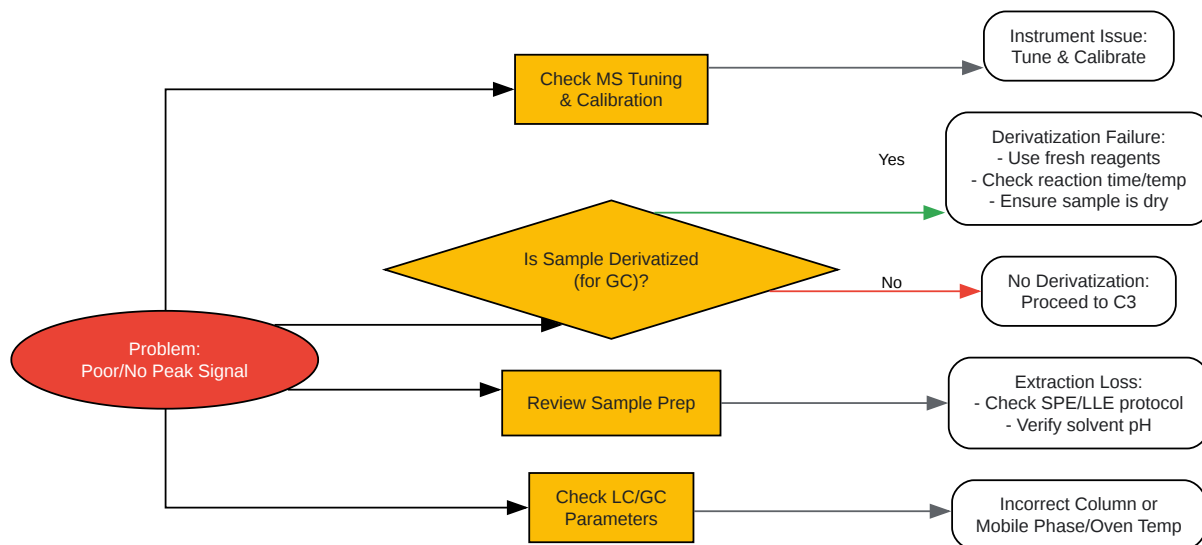 Instrument Issue:
Tune & Calibrate
Check MS Tuning
& Calibration
Derivatization Failure:
- Use fresh reagents
- Check reaction time/temp
- Ensure sample is dry
Yes
Is Sample Derivatized
(for GC)?
No
No Derivatization:
Proceed to C3
Problem:
Poor/No Peak Signal
Review Sample Prep
Extraction Loss:
- Check SPE/LLE protocol
- Verify solvent pH
Check LC/GC
Parameters
Incorrect Column or
Mobile Phase/Oven Temp